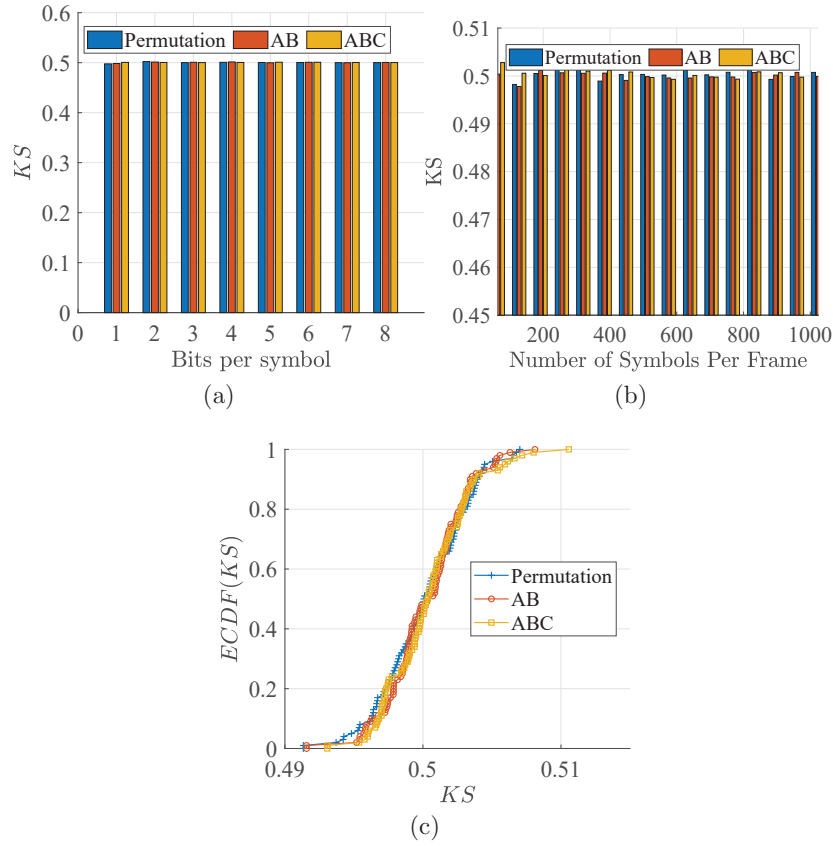 Permutation AB ABC
0.5
0.4
0.3
0.2
0.1
0
KS
0 1 2 3 4 5 6 7 8
Bits per symbol
(a)
Permutation AB ABC
0.51
0.5
0.49
0.48
0.47
0.46
0.45
KS
200 400 600 800 1000
Number of Symbols Per Frame
(b)
1
0.8
0.6
0.4
0.2
0
ECDF(KS)
Permutation
AB
ABC
0.49 0.5 0.51
KS
(c)